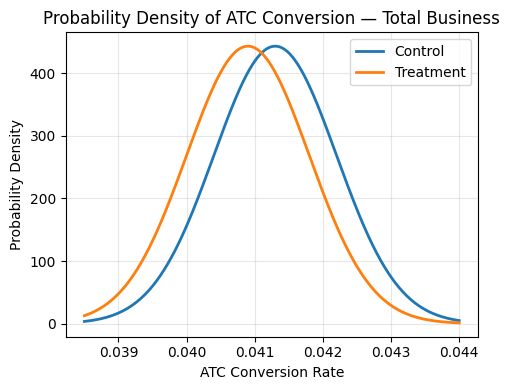 Probability Density of ATC Conversion — Total Business
Control
Treatment
Probability Density
400
300
200
100
0
0.039 0.040 0.041 0.042 0.043 0.044
ATC Conversion Rate